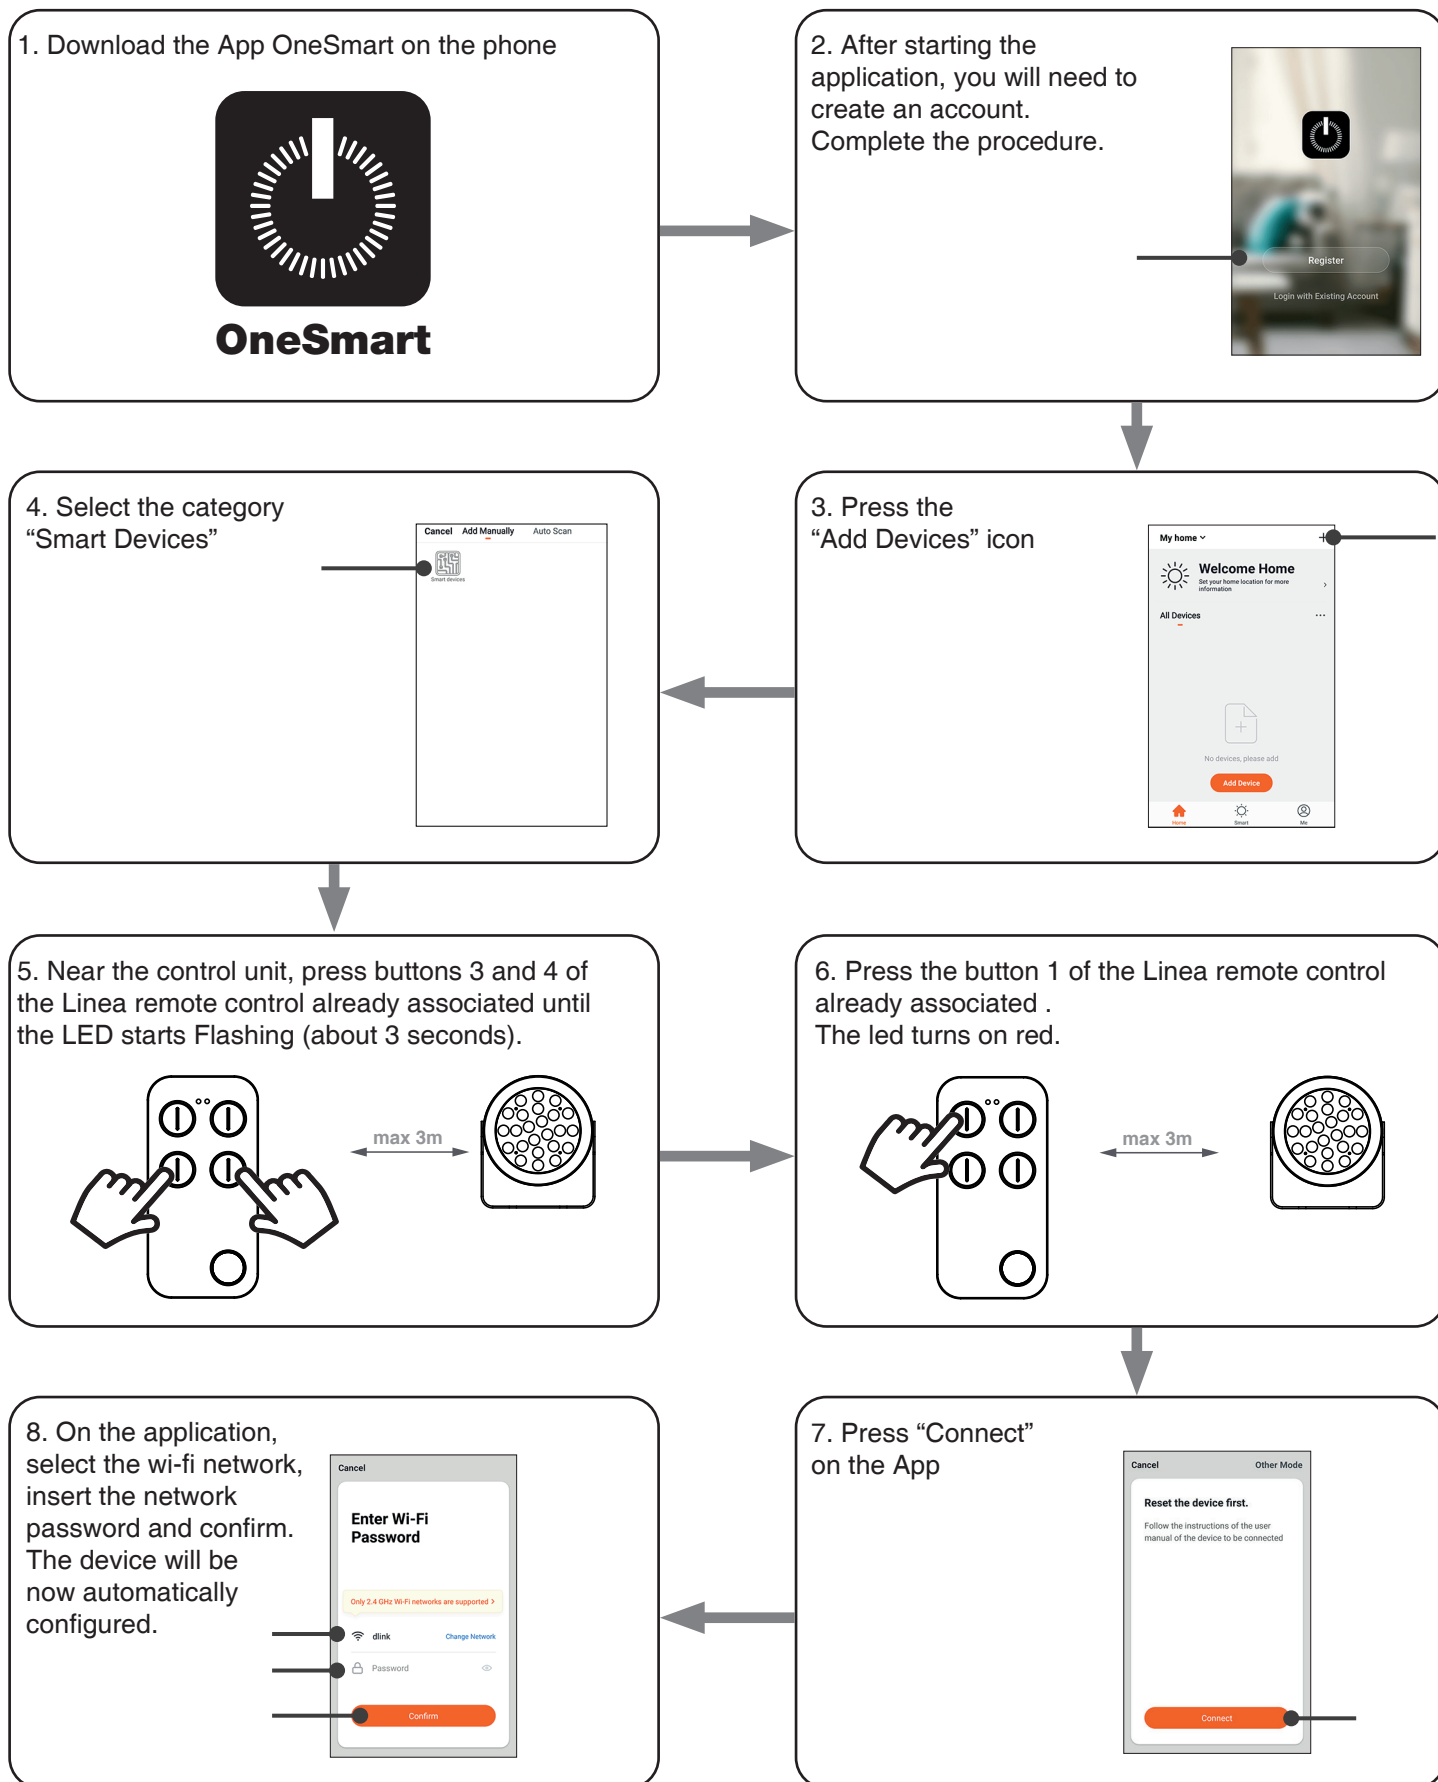 1. Download the App OneSmart on the phone
OneSmart
2. After starting the
application, you will need to
create an account.
Complete the procedure.
Register
Login with Existing Account
3. Press the
“Add Devices” icon
My home
Welcome Home
Set your home location for more
information
All Devices
No devices, please add
Add Device
Home
Smart
Me
4. Select the category
“Smart Devices”
Cancel Add Manually Auto Scan
Smart devices
5. Near the control unit, press buttons 3 and 4 of
the Linea remote control already associated until
the LED starts Flashing (about 3 seconds).
max 3m
6. Press the button 1 of the Linea remote control
already associated .
The led turns on red.
max 3m
7. Press “Connect”
on the App
Cancel Other Mode
Reset the device first.
Follow the instructions of the user
manual of the device to be connected
Connect
8. On the application,
select the wi-fi network,
insert the network
password and confirm.
The device will be
now automatically
configured.
Cancel
Enter Wi-Fi
Password
Only 2.4 GHz Wi-Fi networks are supported >
dlink Change Network
Password
Confirm